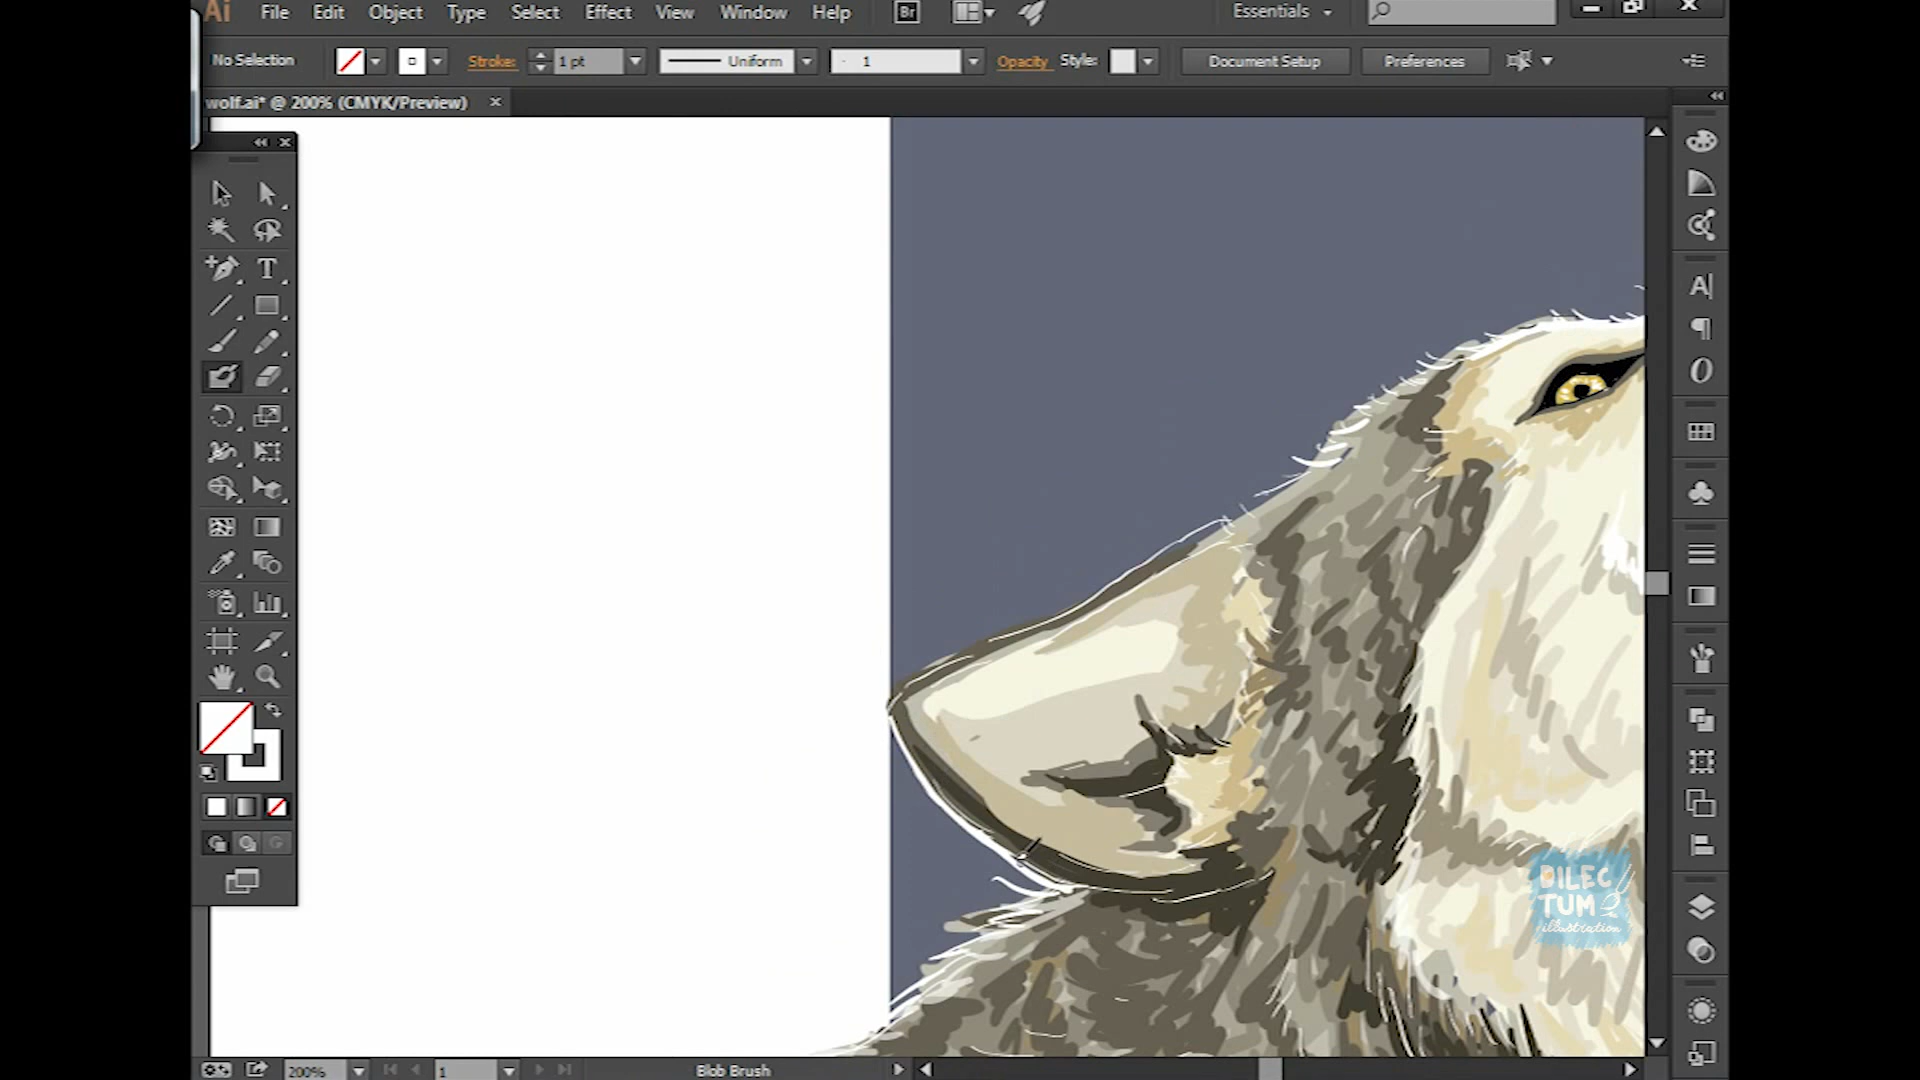 Ai File Edit Object Type Select Effect View Window Help Br Essentials
No Selection Stroke: 1 pt Uniform 1 Opacity Style: Document Setup Preferences
wolf.ai* @ 200% (CMYK/Preview)
DILEC
TUM
illustration
200% 1 Blob Brush